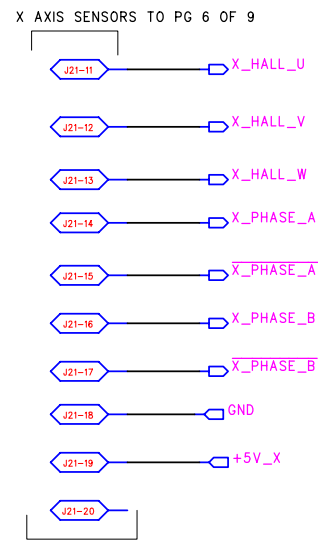 X AXIS SENSORS TO PG 6 OF 9
J21-11 X_HALL_U
J21-12 X_HALL_V
J21-13 X_HALL_W
J21-14 X_PHASE_A
J21-15 X_PHASE_A
J21-16 X_PHASE_B
J21-17 X_PHASE_B
J21-18 GND
J21-19 +5V_X
J21-20